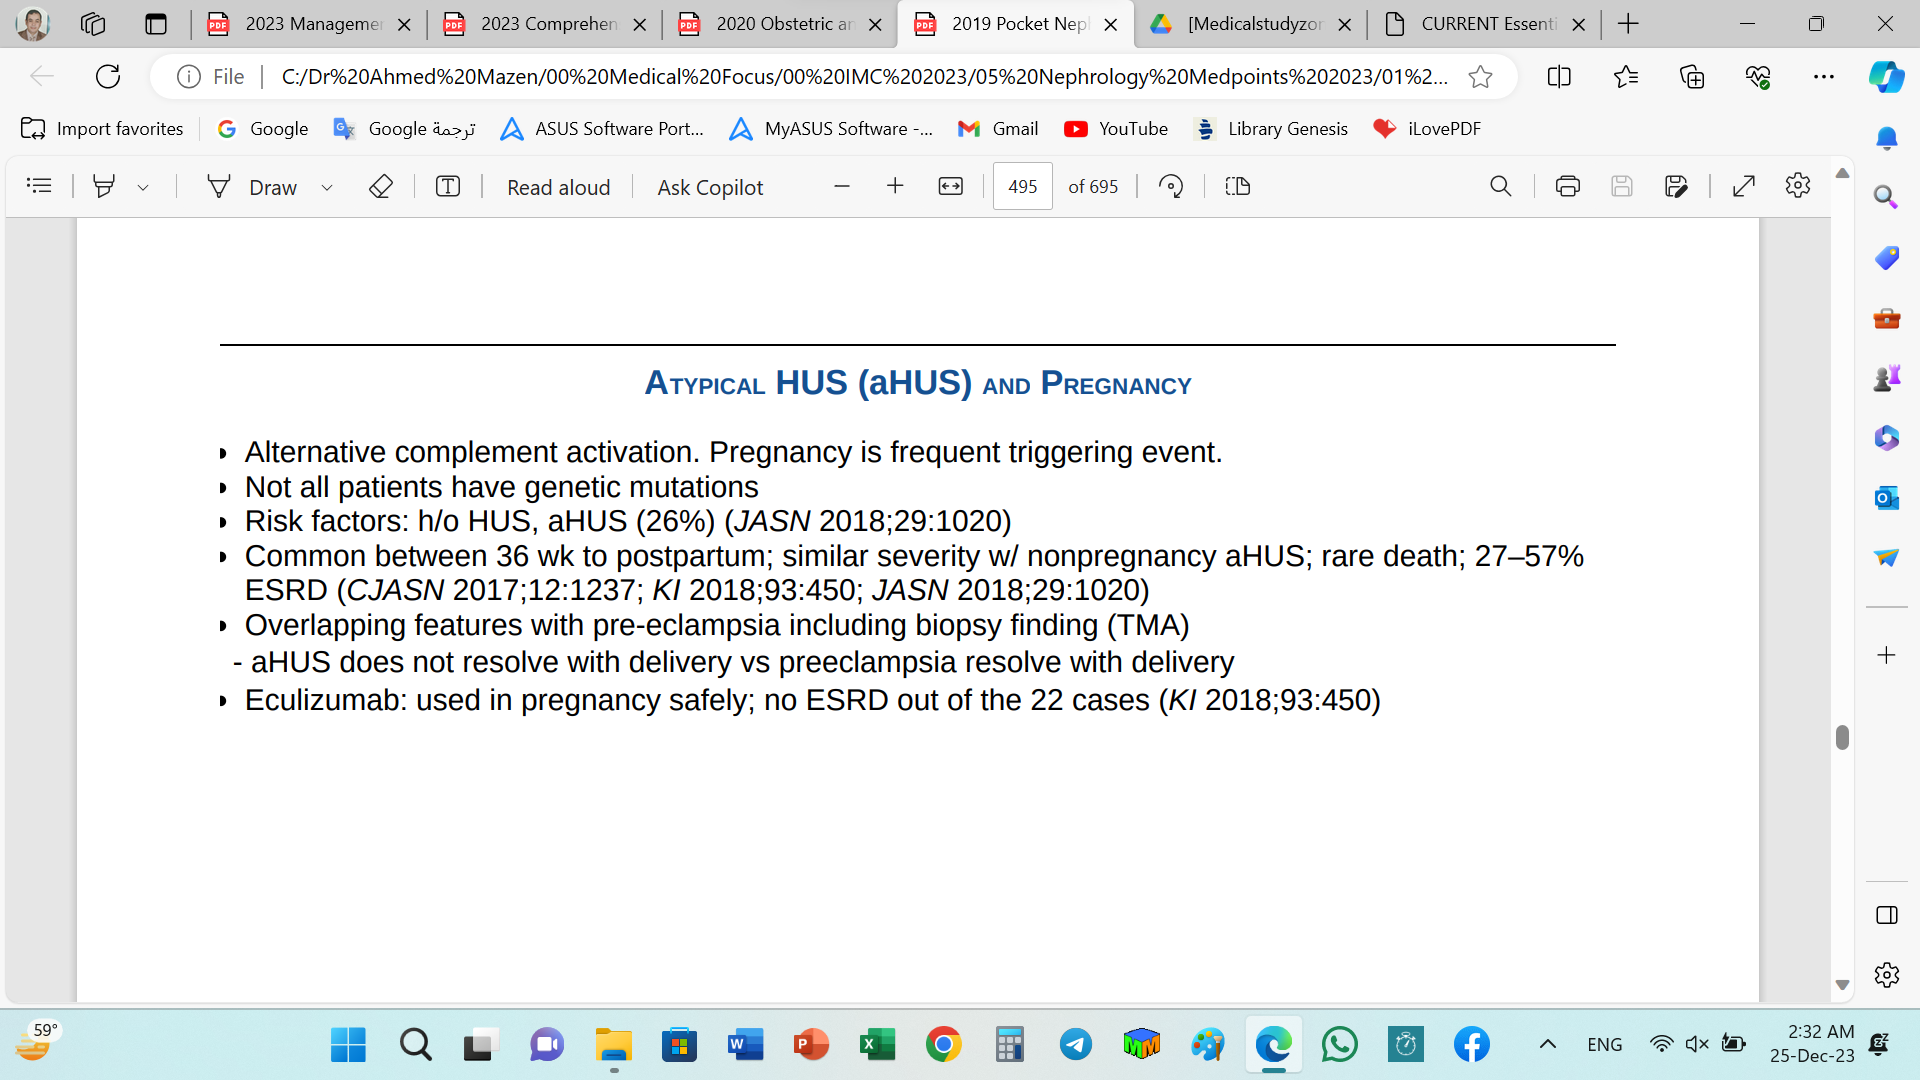 2023 Managemer
2023 Comprehen
2020 Obstetric an
2019 Pocket Neph
[Medicalstudyzon
CURRENT Essenti
File
C:/Dr%20Ahmed%20Mazen/00%20Medical%20Focus/00%20IMC%202023/05%20Nephrology%20Medpoints%202023/01%2...
Import favorites
Google
Google ترجمة
ASUS Software Port...
MyASUS Software -...
Gmail
YouTube
Library Genesis
iLovePDF
Draw
Read aloud
Ask Copilot
495
of 695
ATYPICAL HUS (aHUS) AND PREGNANCY
• Alternative complement activation. Pregnancy is frequent triggering event.
• Not all patients have genetic mutations
• Risk factors: h/o HUS, aHUS (26%) (JASN 2018;29:1020)
• Common between 36 wk to postpartum; similar severity w/ nonpregnancy aHUS; rare death; 27–57%
ESRD (CJASN 2017;12:1237; KI 2018;93:450; JASN 2018;29:1020)
• Overlapping features with pre-eclampsia including biopsy finding (TMA)
- aHUS does not resolve with delivery vs preeclampsia resolve with delivery
• Eculizumab: used in pregnancy safely; no ESRD out of the 22 cases (KI 2018;93:450)
59°
ENG
2:32 AM
25-Dec-23